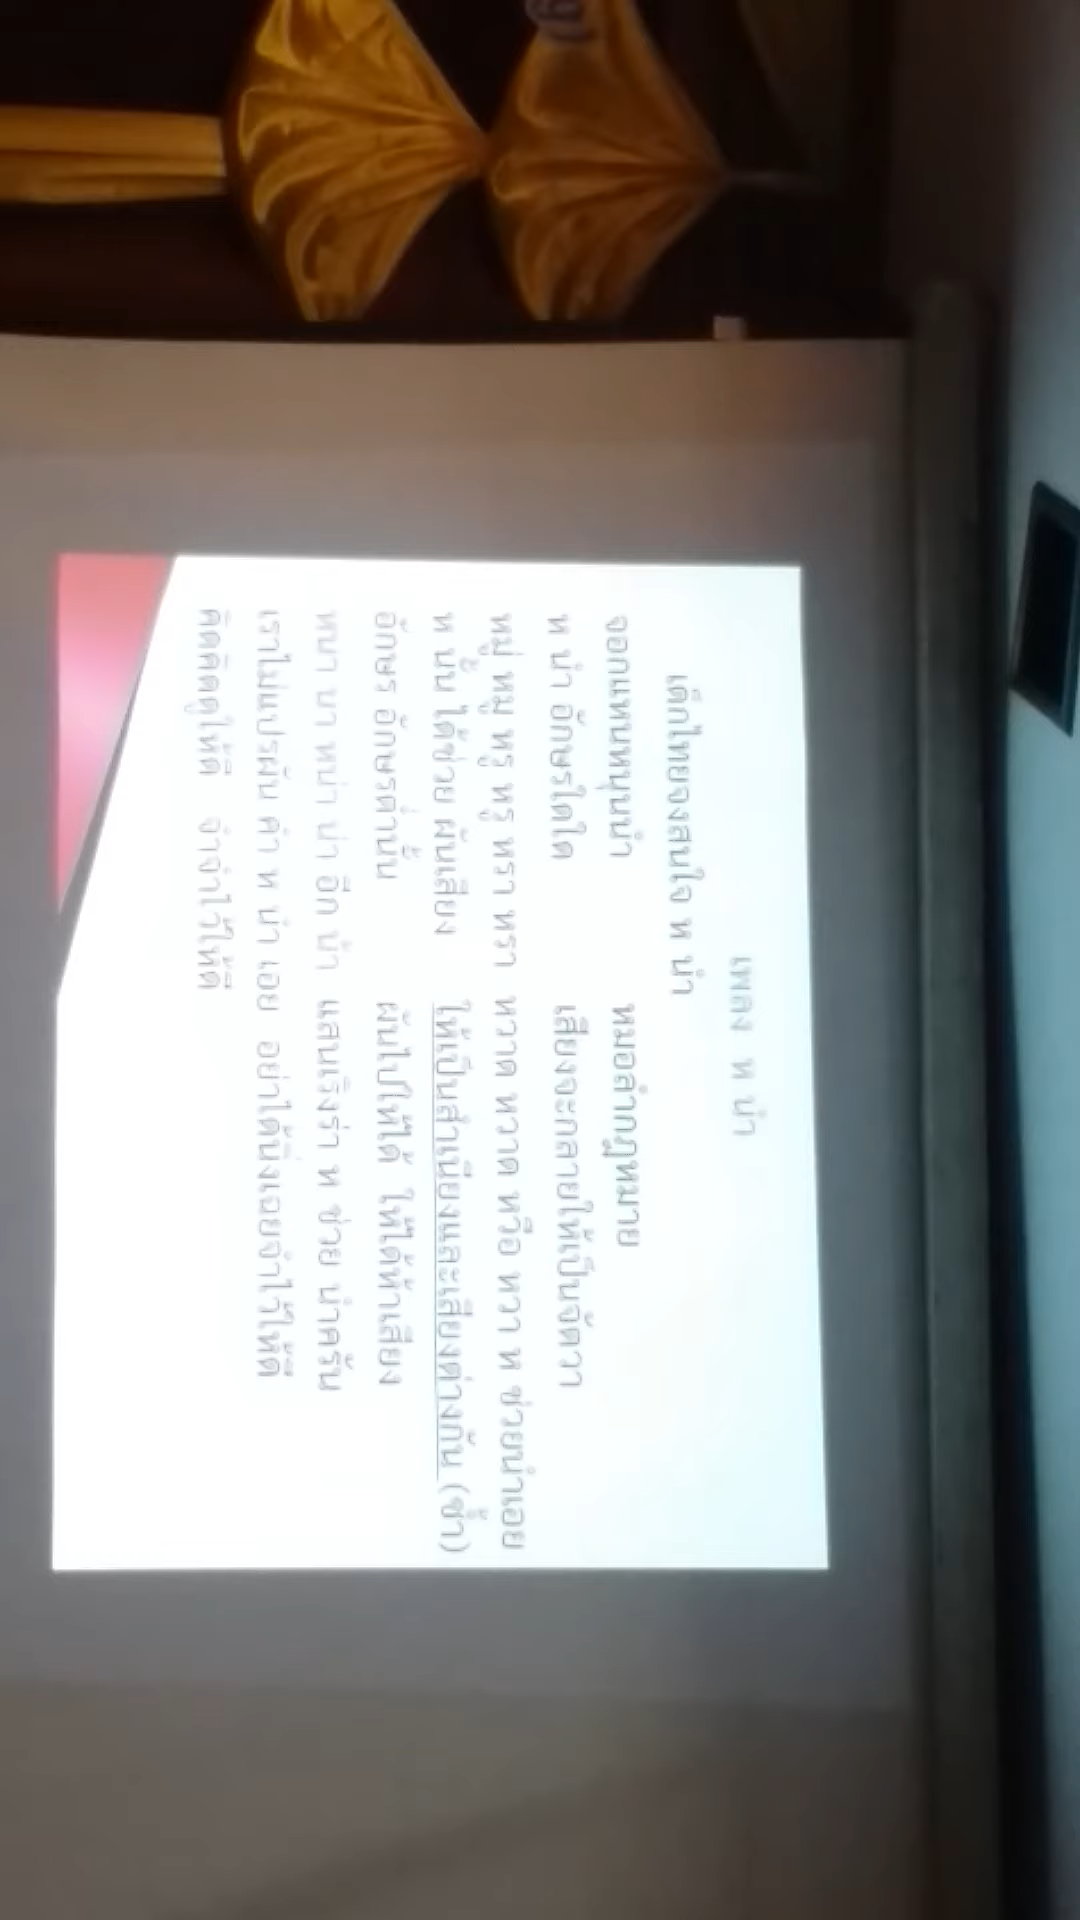 เพลง ห นำ
เด็กไทยจงสนใจ ห นำ
จอกแหนหนุนนำ หมอลำกฎหมาย
ห นำ อักษรใดใด เสียงจะกลายให้เป็นจัตวา
หมู่ หมู หรู หรู หรา หรา หวาด หวาด หวือ หวา ห ช่วยนำเอย
ห นั้น ได้ช่วย ผันเสียง ให้เป็นสำเนียงและเสียงต่างกัน (ซ้ำ)
อักษร อักษรต่ำนั้น ผันไปให้ได้ ให้ได้ห้าเสียง
หนา นา หน่า น่า อีก น้า แสนเริงร่า ห ช่วย นำครับ
เราไม่แปรผัน คำ ห นำ เอย อย่าได้นิ่งเฉยจำไว้ให้ดี
คิดคิดดูให้ดี จำจำไว้ให้ดี